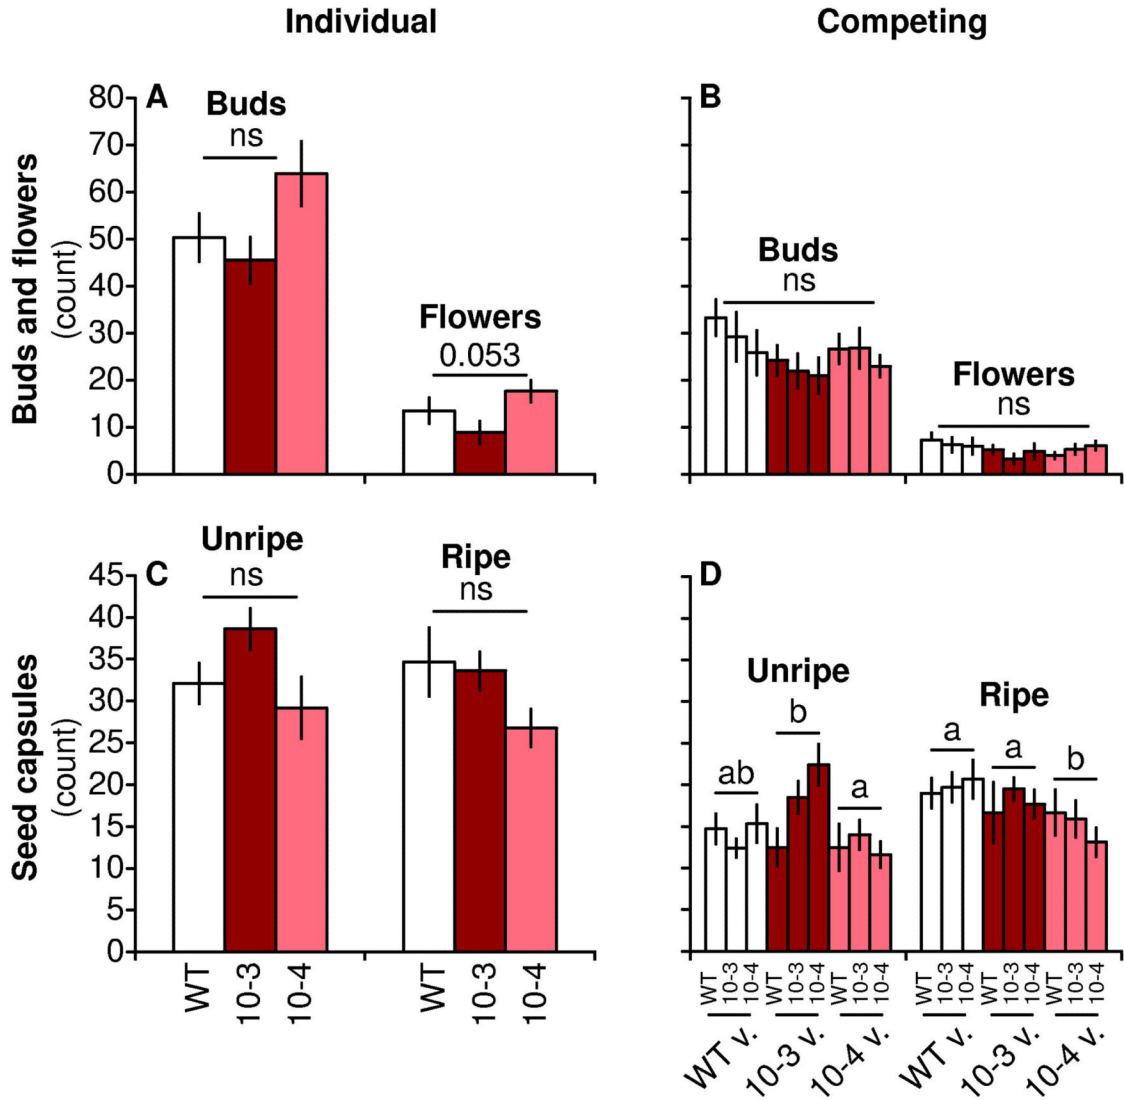 Individual
Competing
A
Buds
ns
Flowers
0.053
80
70
60
50
40
30
20
10
0
Buds and flowers
(count)
B
Buds
ns
Flowers
ns
C
Unripe
ns
Ripe
ns
45
40
35
30
25
20
15
10
5
0
Seed capsules
(count)
WT
10-3
10-4
WT
10-3
10-4
D
Unripe
ab
b
a
Ripe
a
a
b
WT
10-3
10-4
WT
10-3
10-4
WT
10-3
10-4
WT
10-3
10-4
WT
10-3
10-4
WT
10-3
10-4
WT v.
10-3 v.
10-4 v.
WT v.
10-3 v.
10-4 v.